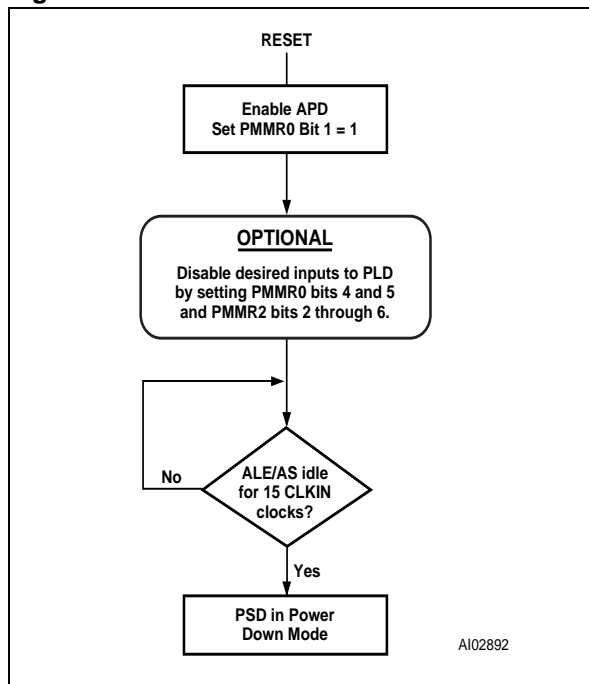 RESET
Enable APD
Set PMMR0 Bit 1 = 1
OPTIONAL
Disable desired inputs to PLD
by setting PMMR0 bits 4 and 5
and PMMR2 bits 2 through 6.
No
ALE/AS idle
for 15 CLKIN
clocks?
Yes
PSD in Power
Down Mode
AI02892